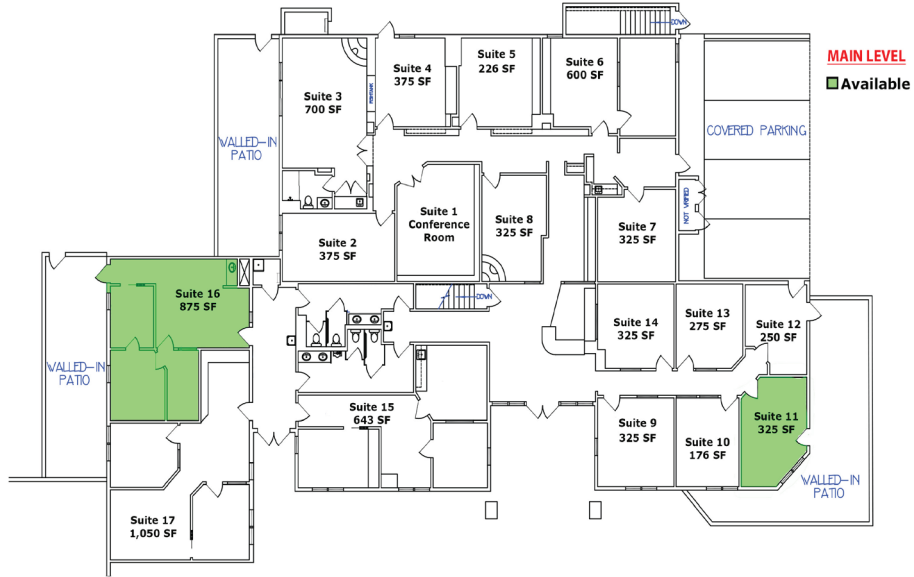 DOWN
MAIN LEVEL
Available
Suite 3
700 SF
Suite 4
375 SF
Suite 5
226 SF
Suite 6
600 SF
WALLED-IN
PATIO
COVERED PARKING
NOT VERIFIED
Suite 1
Conference
Room
Suite 8
325 SF
Suite 7
325 SF
Suite 2
375 SF
Suite 16
875 SF
DOWN
Suite 14
325 SF
Suite 13
275 SF
Suite 12
250 SF
WALLED-IN
PATIO
Suite 15
643 SF
Suite 9
325 SF
Suite 10
176 SF
Suite 11
325 SF
WALLED-IN
PATIO
Suite 17
1,050 SF